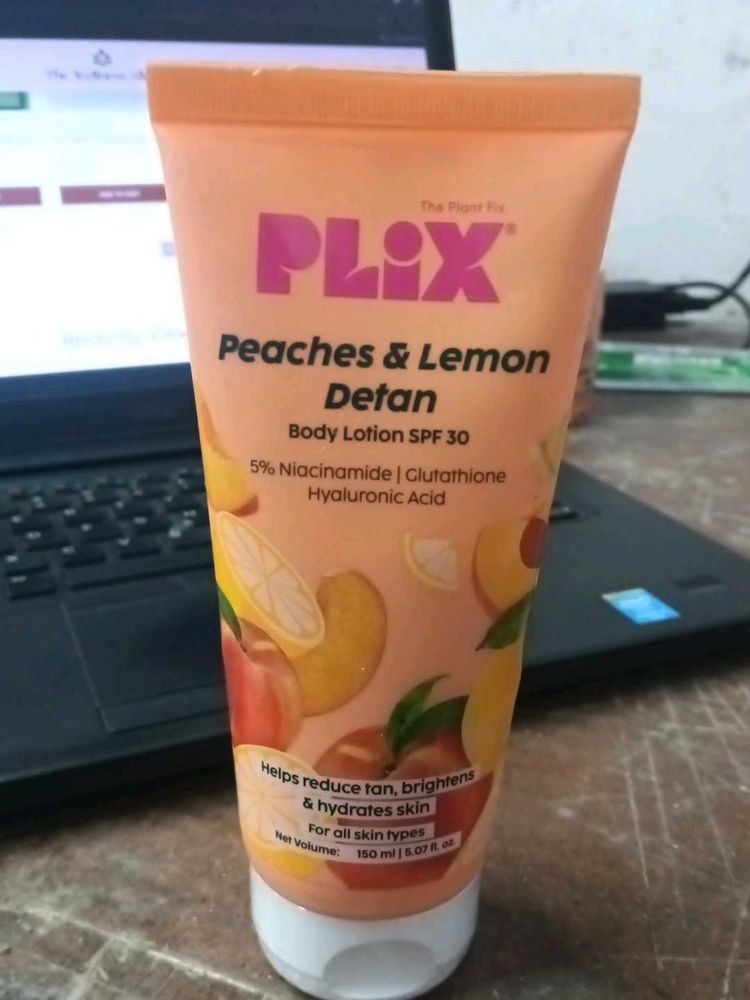 The Plant Fix
PLiX®
Peaches & Lemon
Detan
Body Lotion SPF 30
5% Niacinamide | Glutathione
Hyaluronic Acid
Helps reduce tan, brightens
& hydrates skin
For all skin types
Net Volume: 150 ml | 5.07 fl. oz.